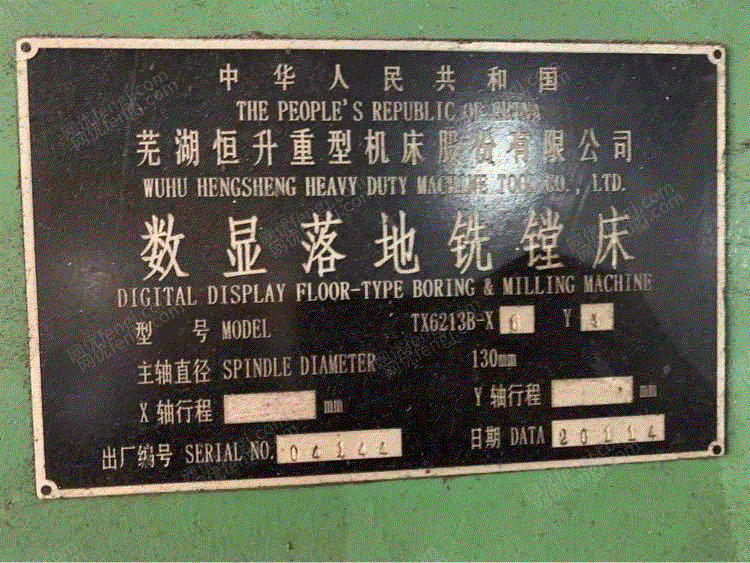 中华人民共和国
THE PEOPLE'S REPUBLIC OF CHINA
芜湖恒升重型机床股份有限公司
WUHU HENGSHENG HEAVY DUTY MACHINE TOOL CO., LTD.
数显落地铣镗床
DIGITAL DISPLAY FLOOR-TYPE BORING & MILLING MACHINE
型 号 MODEL TX6213B-X 6 Y
主轴直径 SPINDLE DIAMETER 130mm
X 轴行程 mm Y 轴行程 mm
出厂编号 SERIAL NO. 日期 DATA